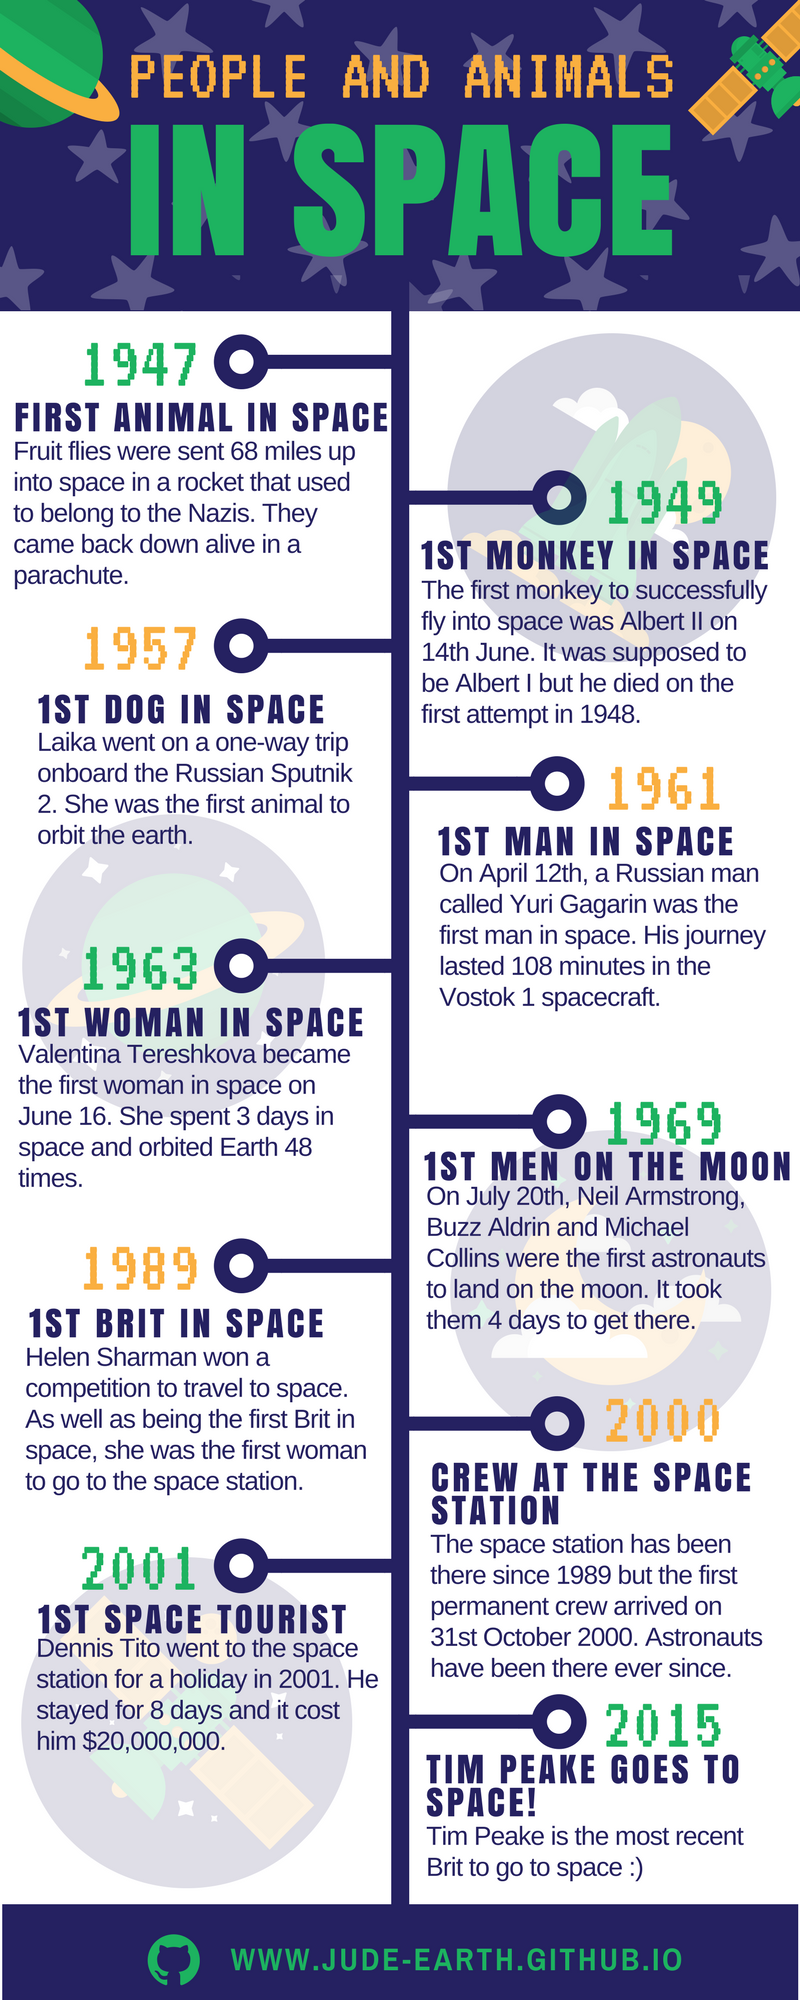 PEOPLE AND ANIMALS
IN SPACE
1947
FIRST ANIMAL IN SPACE
Fruit flies were sent 68 miles up
into space in a rocket that used
to belong to the Nazis. They
came back down alive in a
parachute.
1949
1ST MONKEY IN SPACE
The first monkey to successfully
fly into space was Albert II on
14th June. It was supposed to
be Albert I but he died on the
first attempt in 1948.
1957
1ST DOG IN SPACE
Laika went on a one-way trip
onboard the Russian Sputnik
2. She was the first animal to
orbit the earth.
1961
1ST MAN IN SPACE
On April 12th, a Russian man
called Yuri Gagarin was the
first man in space. His journey
lasted 108 minutes in the
Vostok 1 spacecraft.
1963
1ST WOMAN IN SPACE
Valentina Tereshkova became
the first woman in space on
June 16. She spent 3 days in
space and orbited Earth 48
times.
1969
1ST MEN ON THE MOON
On July 20th, Neil Armstrong,
Buzz Aldrin and Michael
Collins were the first astronauts
to land on the moon. It took
them 4 days to get there.
1989
1ST BRIT IN SPACE
Helen Sharman won a
competition to travel to space.
As well as being the first Brit in
space, she was the first woman
to go to the space station.
2000
CREW AT THE SPACE
STATION
The space station has been
there since 1989 but the first
permanent crew arrived on
31st October 2000. Astronauts
have been there ever since.
2001
1ST SPACE TOURIST
Dennis Tito went to the space
station for a holiday in 2001. He
stayed for 8 days and it cost
him $20,000,000.
2015
TIM PEAKE GOES TO
SPACE!
Tim Peake is the most recent
Brit to go to space :)
WWW.JUDE-EARTH.GITHUB.IO